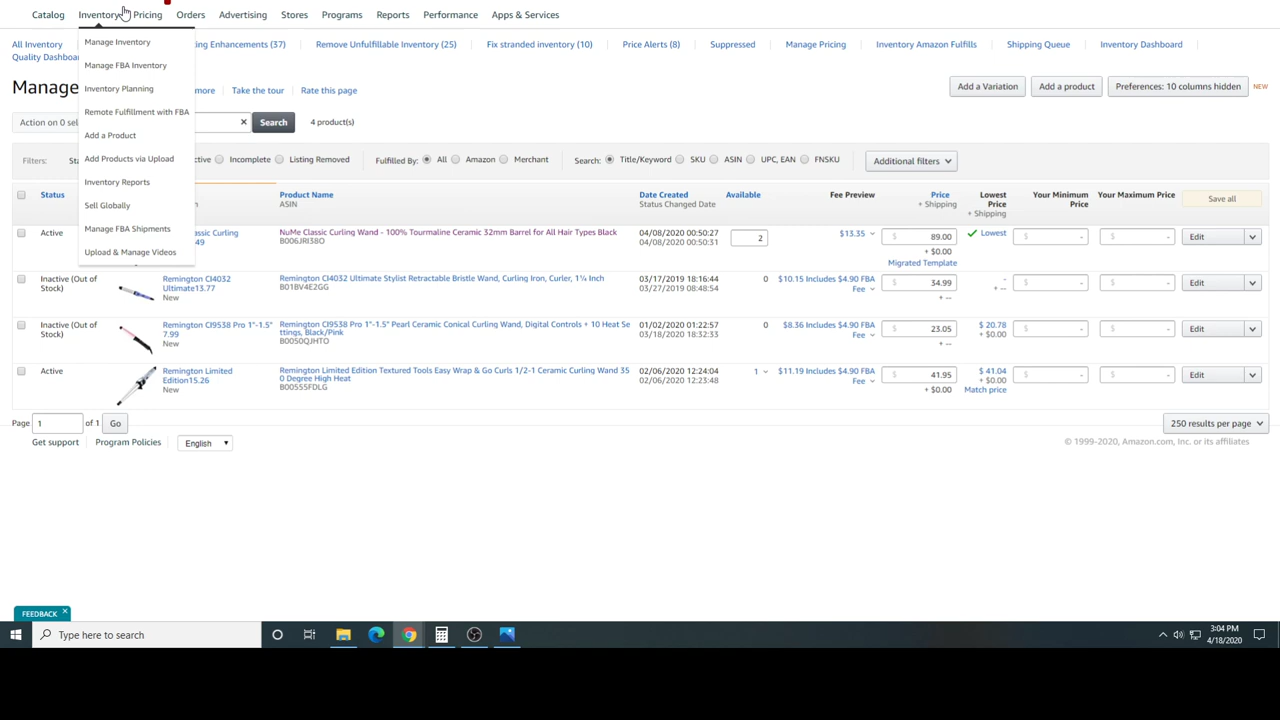 Catalog Inventory Pricing Orders Advertising Stores Programs Reports Performance Apps & Services
Manage Inventory
Manage FBA Inventory
Inventory Planning
Remote Fulfillment with FBA
Add a Product
Add Products via Upload
Inventory Reports
Sell Globally
Manage FBA Shipments
Upload & Manage Videos
All Inventory ng Enhancements (37) Remove Unfulfillable Inventory (25) Fix stranded inventory (10) Price Alerts (8) Suppressed Manage Pricing Inventory Amazon Fulfills Shipping Queue Inventory Dashboard
Quality Dashboa
Manage more Take the tour Rate this page Add a Variation Add a product Preferences: 10 columns hidden NEW
Action on 0 sel × Search 4 product(s)
Filters: Sta ctive Incomplete Listing Removed Fulfilled By: All Amazon Merchant Search: Title/Keyword SKU ASIN UPC, EAN FNSKU Additional filters
Status Product Name Date Created Available Fee Preview Price Lowest Your Minimum Your Maximum Price Save all
n ASIN Status Changed Date + Shipping Price Price
+ Shipping
Active assic Curling NuMe Classic Curling Wand - 100% Tourmaline Ceramic 32mm Barrel for All Hair Types Black 04/08/2020 00:50:27 2 $13.35 $ 89.00 Lowest $ - $ - Edit
49 B006JRI38O 04/08/2020 00:50:31 + $0.00
Migrated Template
Inactive (Out of Remington CI4032 Remington CI4032 Ultimate Stylist Retractable Bristle Wand, Curling Iron, Curler, 1¼ Inch 03/17/2019 18:16:44 0 $10.15 Includes $4.90 FBA $ 34.99 - $ - $ - Edit
Stock) Ultimate13.77 B01BV4E2GG 03/27/2019 08:48:54 Fee + -- + --
New
Inactive (Out of Remington CI9538 Pro 1"-1.5" Remington CI9538 Pro 1"-1.5" Pearl Ceramic Conical Curling Wand, Digital Controls + 10 Heat Se 01/02/2020 01:22:57 0 $8.36 Includes $4.90 FBA $ 23.05 $ 20.78 $ - $ - Edit
Stock) 7.99 ttings, Black/Pink 03/18/2020 18:32:33 Fee + -- + $0.00
New B0050QJHTO
Active Remington Limited Remington Limited Edition Textured Tools Easy Wrap & Go Curls 1/2-1 Ceramic Curling Wand 35 02/06/2020 12:24:04 1 $11.19 Includes $4.90 FBA $ 41.95 $ 41.04 $ - $ - Edit
Edition15.26 0 Degree High Heat 02/06/2020 12:23:48 Fee + $0.00 + $0.00
New B00555FDLG Match price
Page 1 of 1 Go 250 results per page
Get support Program Policies English © 1999-2020, Amazon.com, Inc. or its affiliates
FEEDBACK ×
Type here to search 3:04 PM
4/18/2020